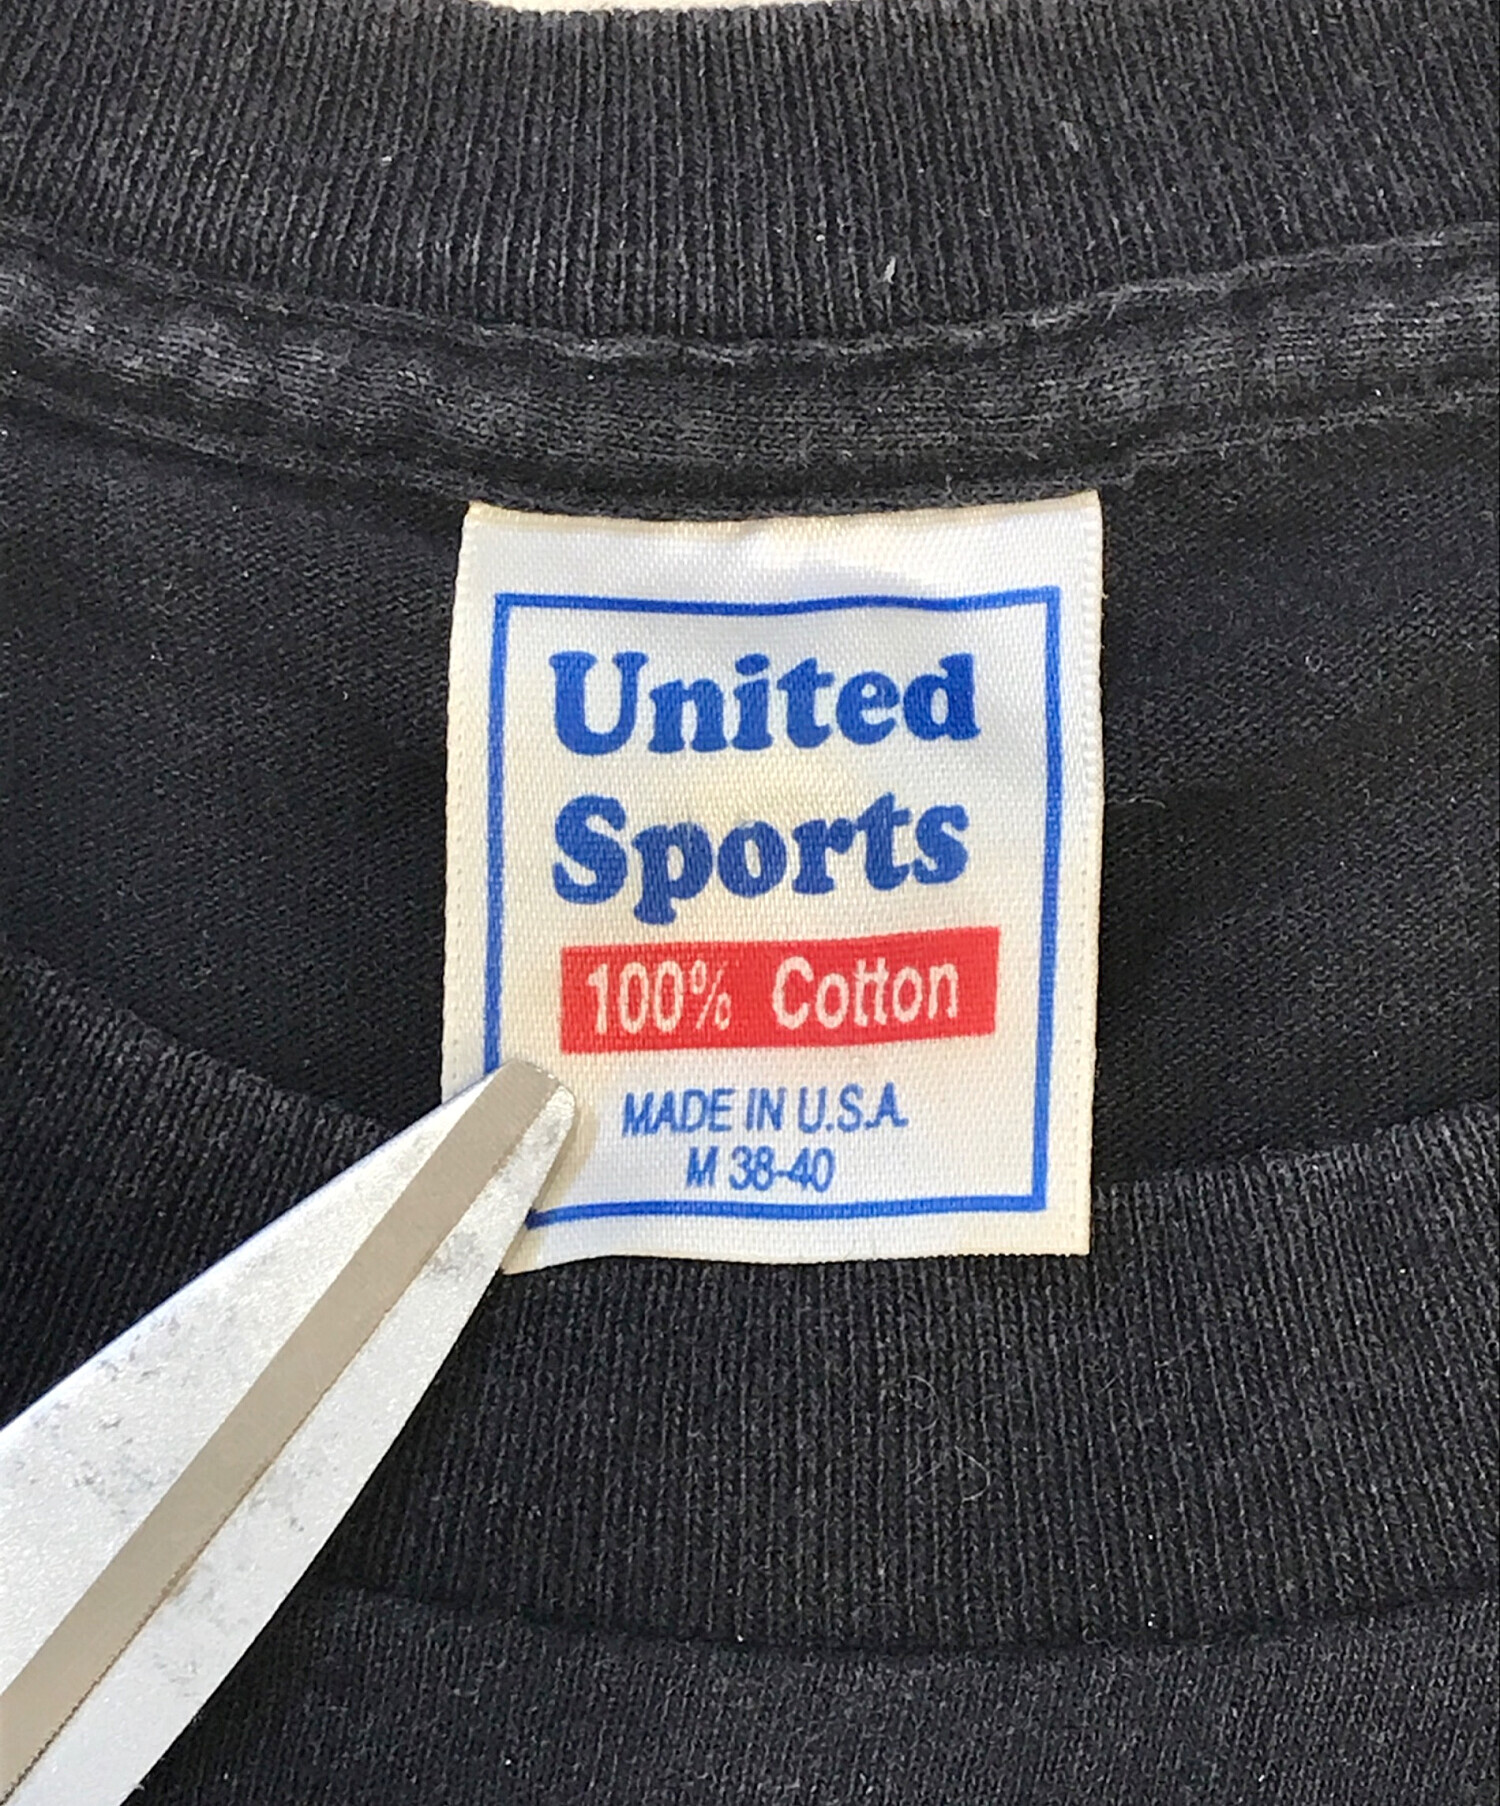 United
Sports
100% Cotton
MADE IN U.S.A.
M 38-40